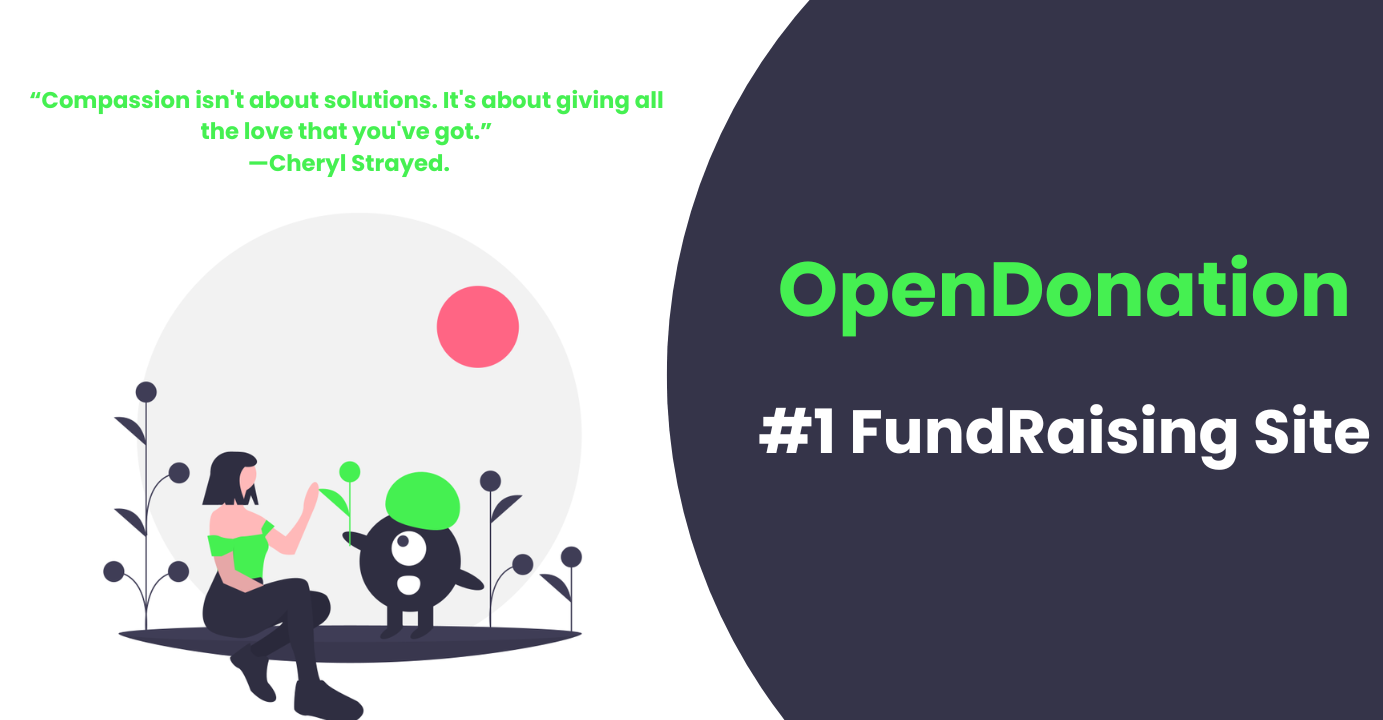 “Compassion isn't about solutions. It's about giving all
the love that you've got.”
—Cheryl Strayed.
OpenDonation
#1 FundRaising Site